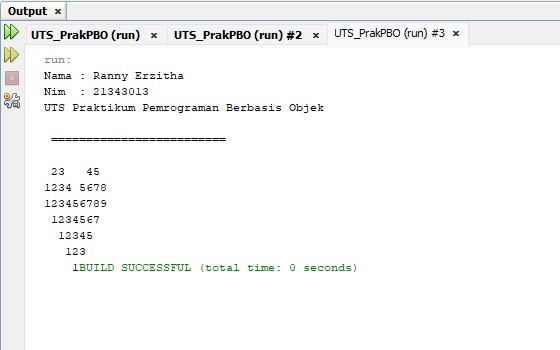 Output ×
UTS_PrakPBO (run) × UTS_PrakPBO (run) #2 × UTS_PrakPBO (run) #3 ×
run:
Nama : Ranny Erzitha
Nim  : 21343013
UTS Praktikum Pemrograman Berbasis Objek
=========================
 23   45
1234 5678
123456789
 1234567
  12345
   123
    1BUILD SUCCESSFUL (total time: 0 seconds)